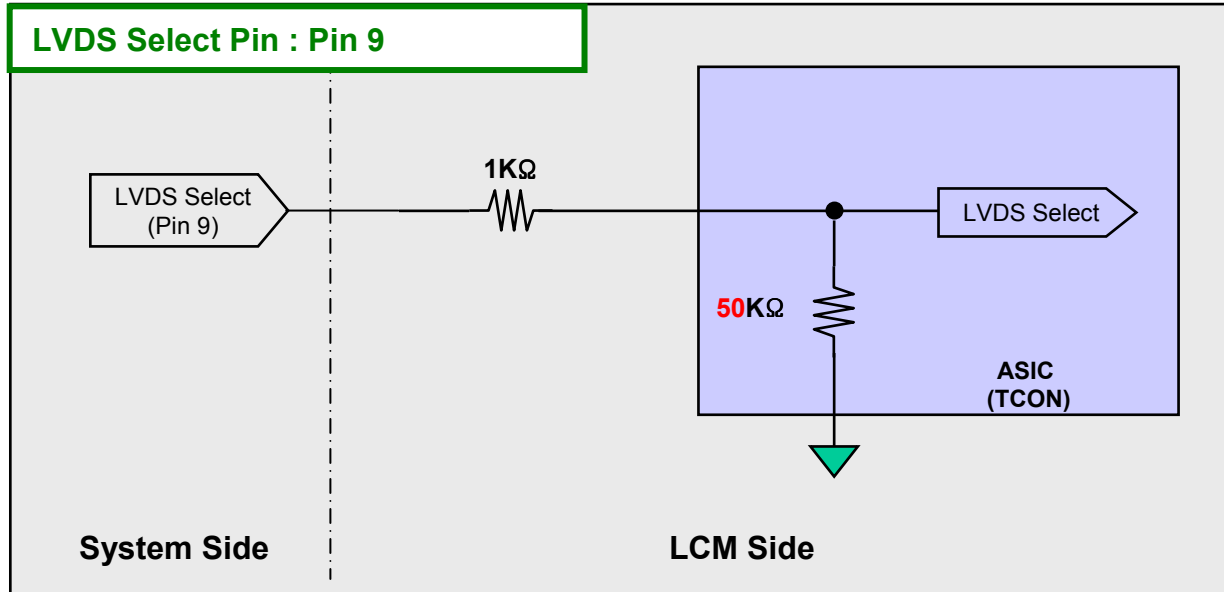 LVDS Select Pin : Pin 9
1KΩ
LVDS Select
(Pin 9)
LVDS Select
50KΩ
ASIC
(TCON)
System Side
LCM Side